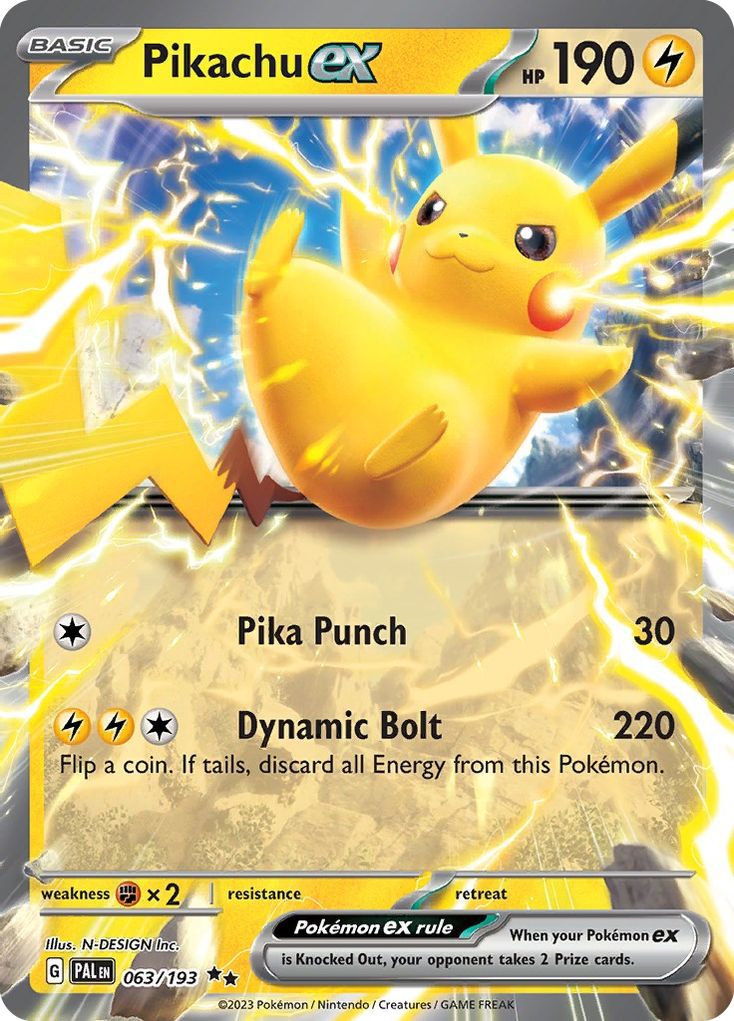 BASIC
Pikachu ex
HP 190
Pika Punch 30
Dynamic Bolt 220
Flip a coin. If tails, discard all Energy from this Pokémon.
weakness ×2 resistance retreat
Illus. N-DESIGN Inc.
Pokémon ex rule When your Pokémon ex
is Knocked Out, your opponent takes 2 Prize cards.
G PAL EN 063/193
©2023 Pokémon / Nintendo / Creatures / GAME FREAK